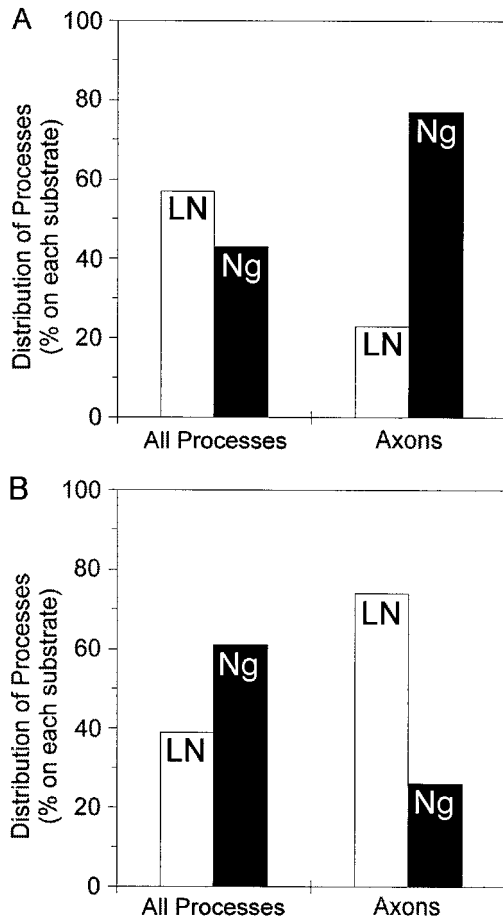 A
100
80
60
40
20
0
Distribution of Processes
(% on each substrate)
LN
Ng
LN
Ng
All Processes
Axons
B
100
80
60
40
20
0
Distribution of Processes
(% on each substrate)
LN
Ng
LN
Ng
All Processes
Axons